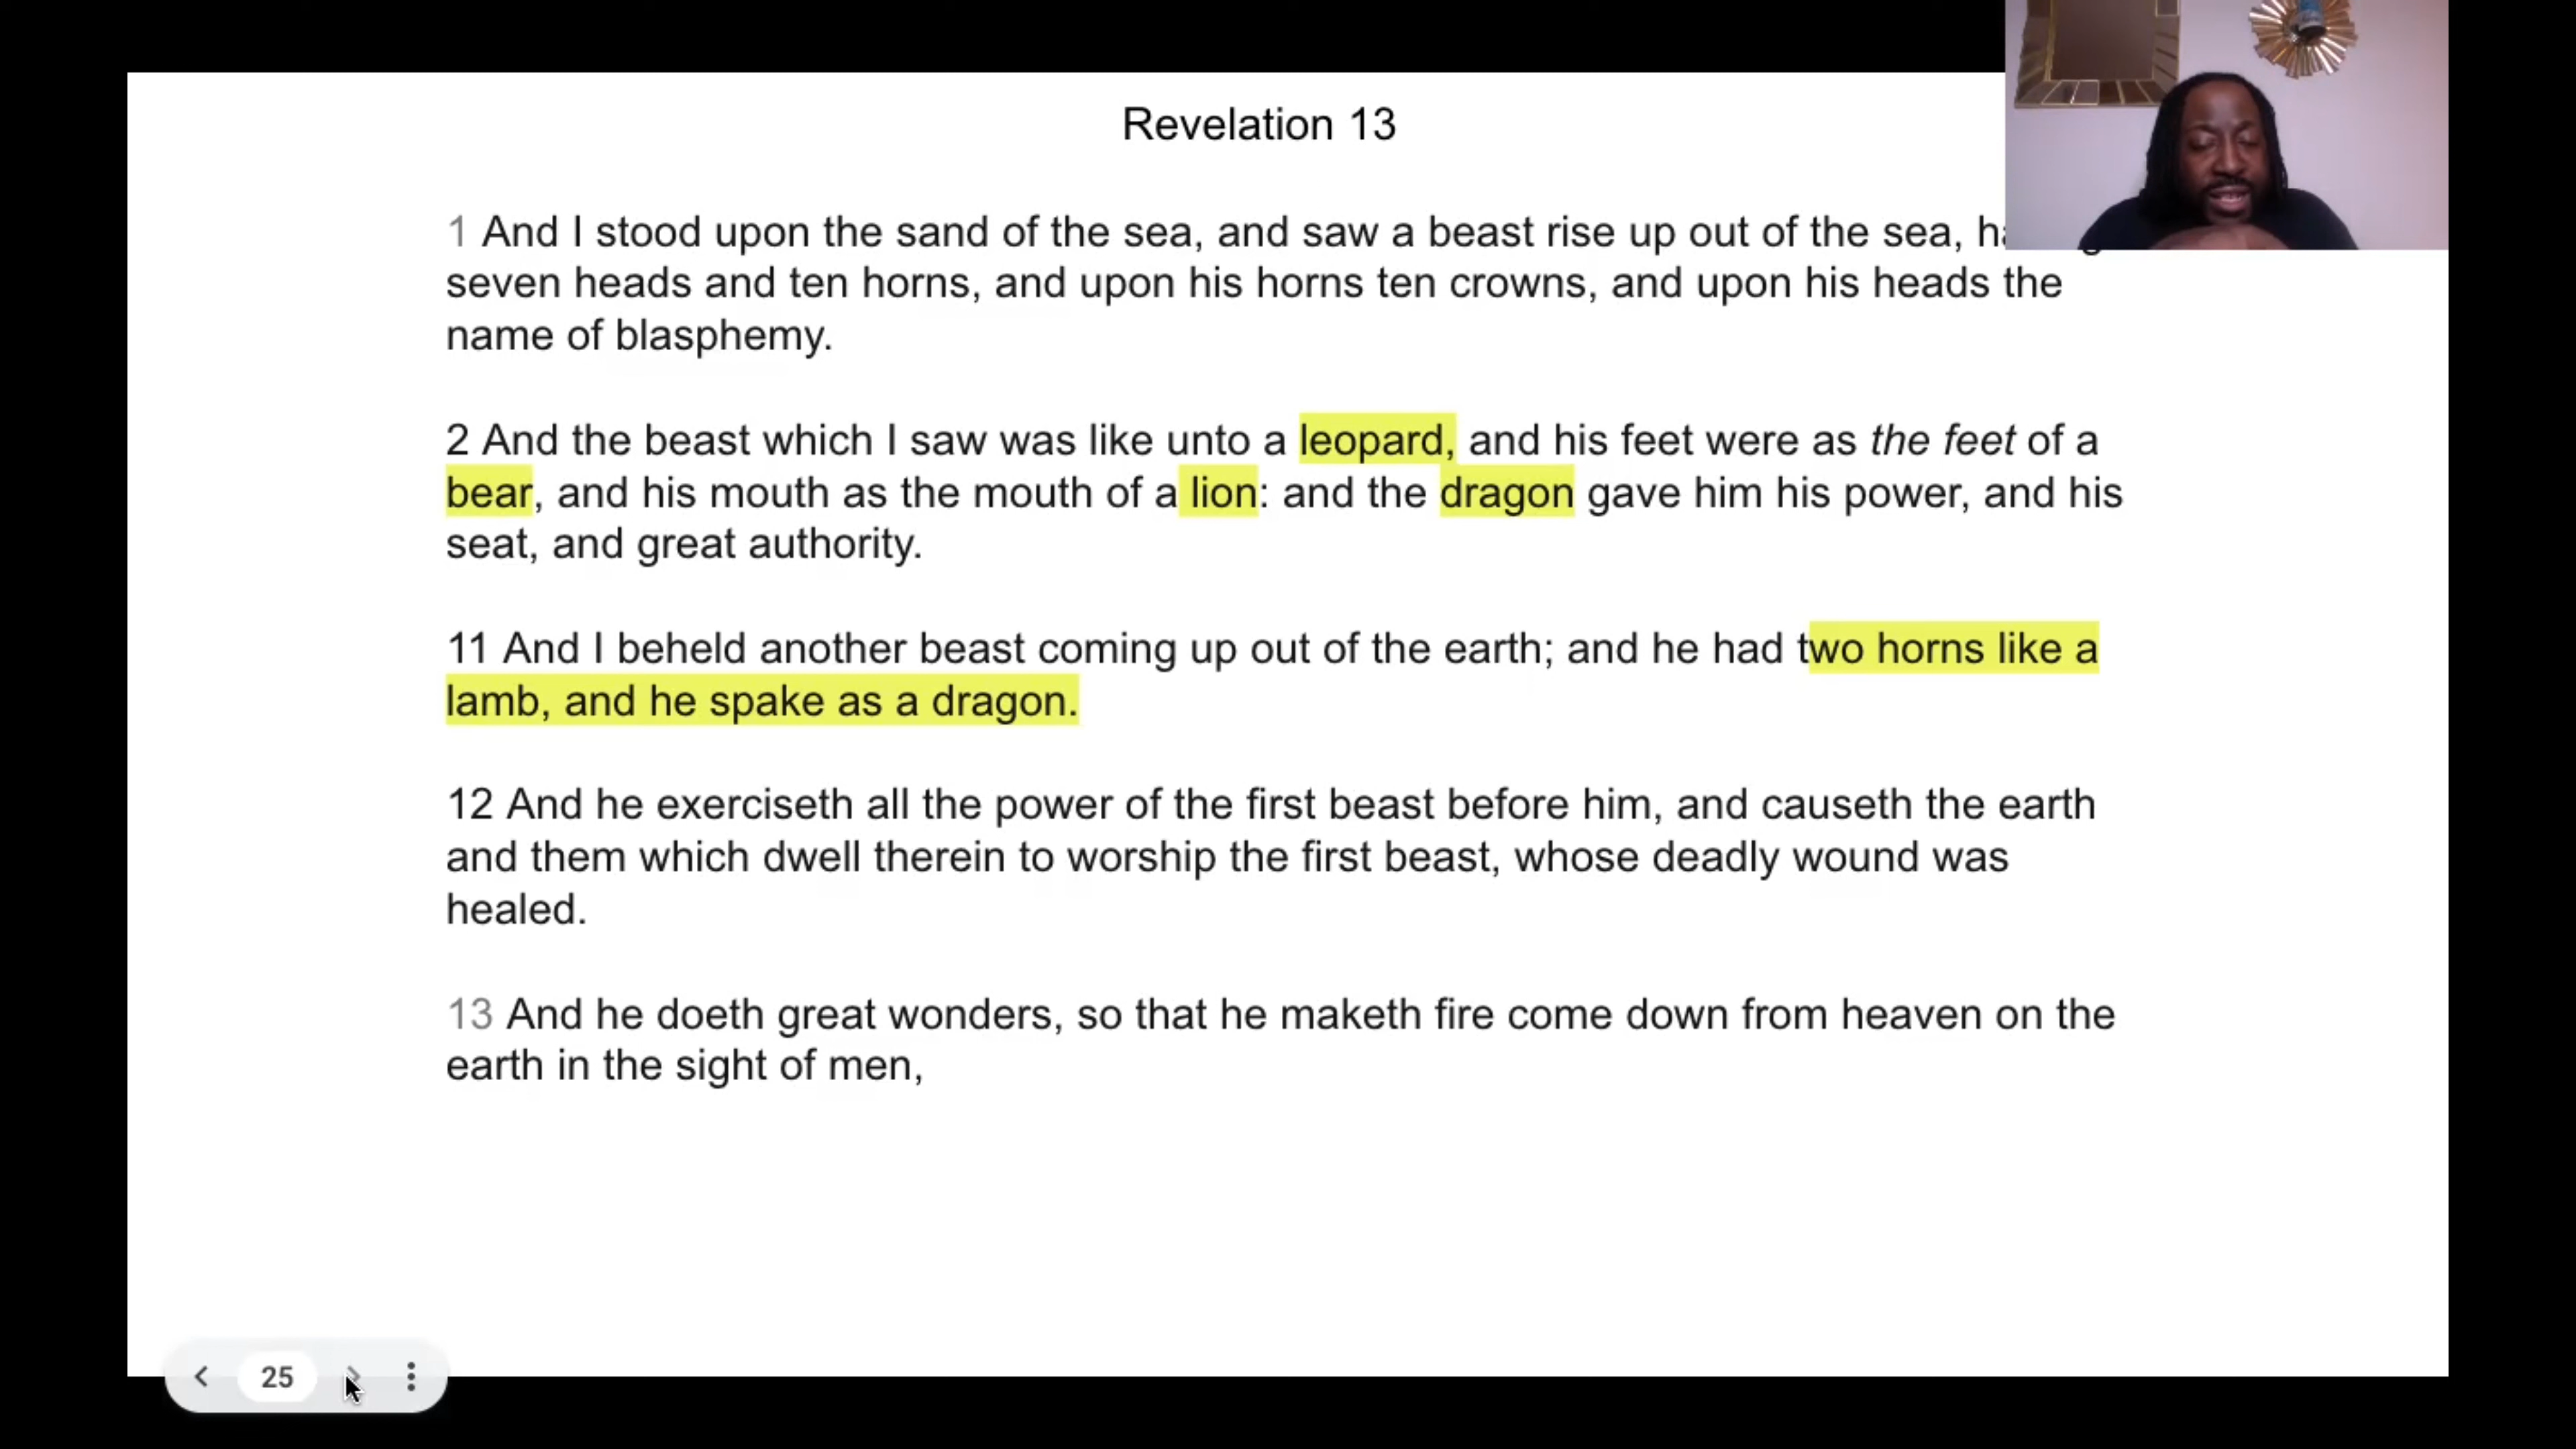 Revelation 13
1 And I stood upon the sand of the sea, and saw a beast rise up out of the sea,
seven heads and ten horns, and upon his horns ten crowns, and upon his heads the
name of blasphemy.
2 And the beast which I saw was like unto a leopard, and his feet were as the feet of a
bear, and his mouth as the mouth of a lion: and the dragon gave him his power, and his
seat, and great authority.
11 And I beheld another beast coming up out of the earth; and he had two horns like a
lamb, and he spake as a dragon.
12 And he exerciseth all the power of the first beast before him, and causeth the earth
and them which dwell therein to worship the first beast, whose deadly wound was
healed.
13 And he doeth great wonders, so that he maketh fire come down from heaven on the
earth in the sight of men,
25